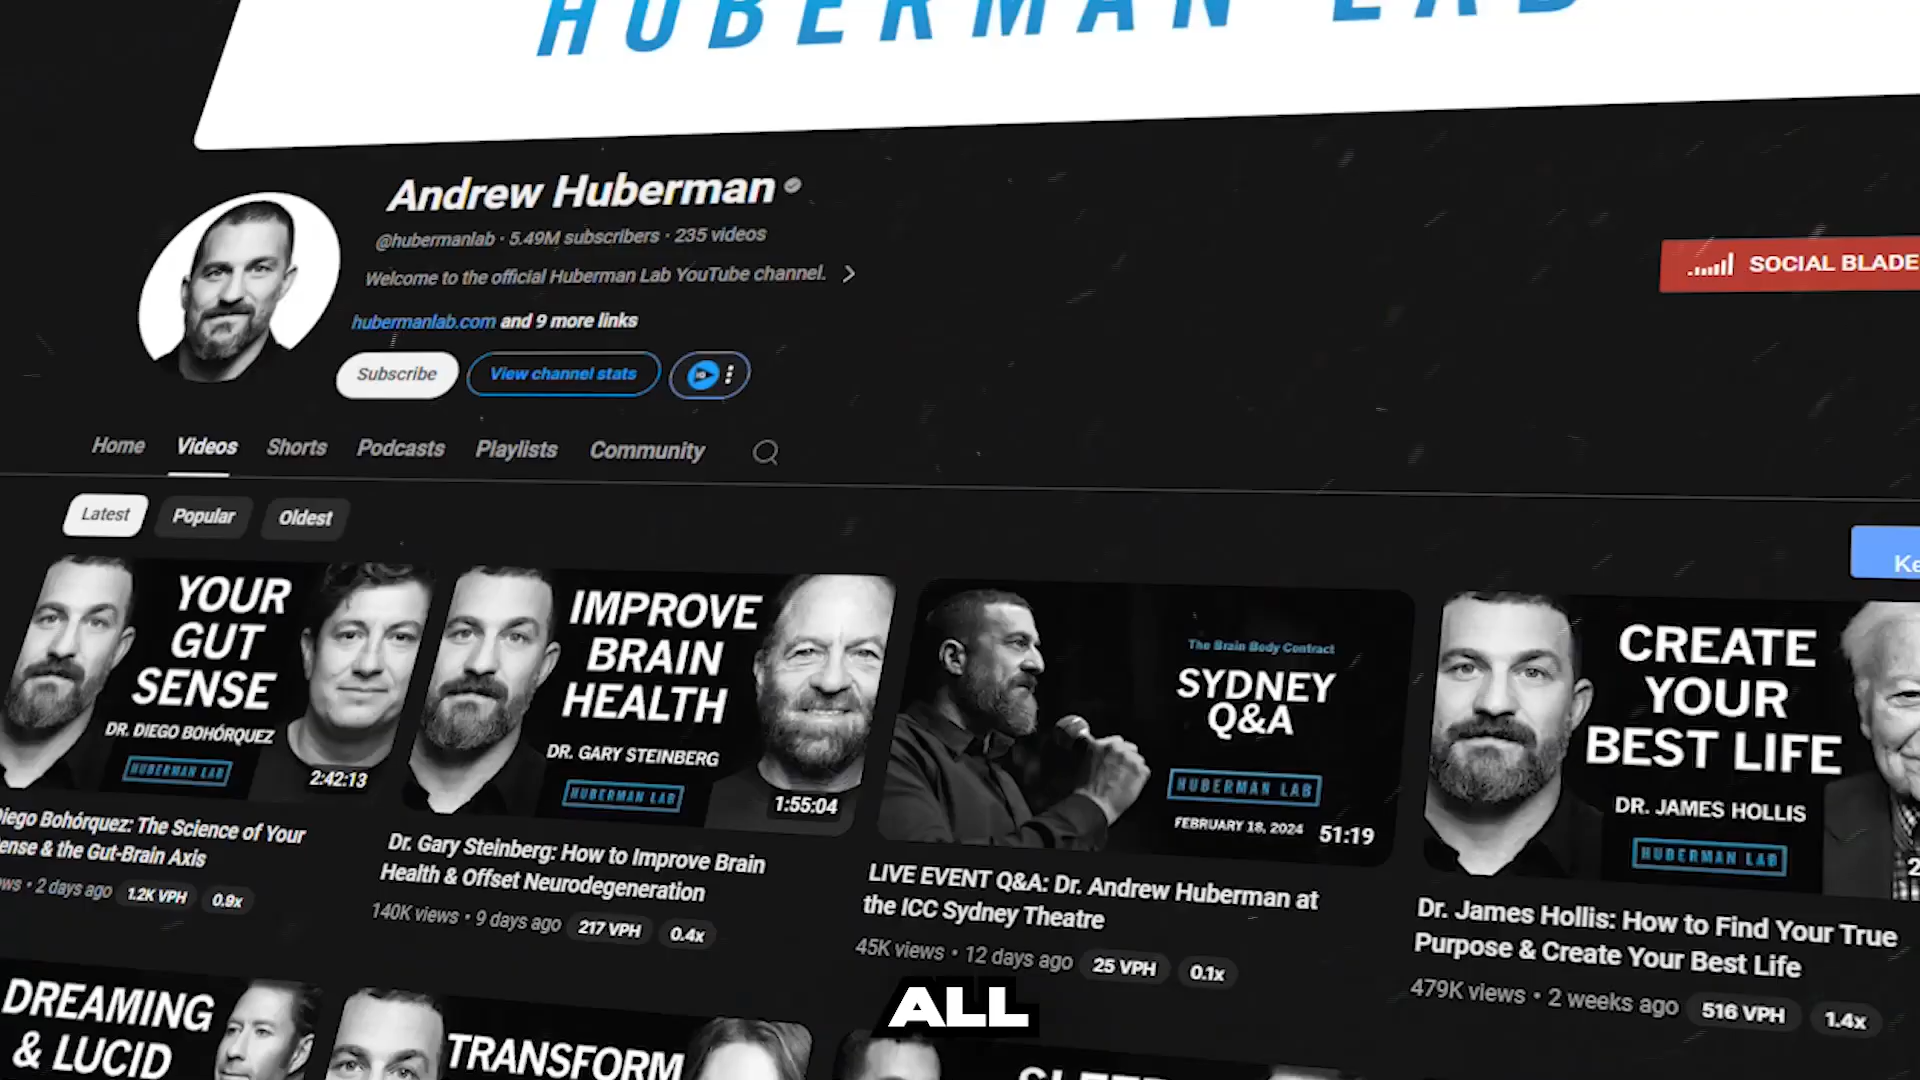 HUBERMAN LAB
Andrew Huberman
@hubermanlab · 5.49M subscribers · 235 videos
Welcome to the official Huberman Lab YouTube channel.
hubermanlab.com and 9 more links
Subscribe
View channel stats
SOCIAL BLADE
Home
Videos
Shorts
Podcasts
Playlists
Community
Latest
Popular
Oldest
YOUR
GUT
SENSE
DR. DIEGO BOHÓRQUEZ
HUBERMAN LAB
2:42:13
Diego Bohórquez: The Science of Your
ense & the Gut-Brain Axis
ws • 2 days ago
1.2K VPH
0.9x
IMPROVE
BRAIN
HEALTH
DR. GARY STEINBERG
HUBERMAN LAB
1:55:04
Dr. Gary Steinberg: How to Improve Brain
Health & Offset Neurodegeneration
140K views • 9 days ago
217 VPH
0.4x
The Brain Body Contract
SYDNEY
Q&A
HUBERMAN LAB
FEBRUARY 18, 2024
51:19
LIVE EVENT Q&A: Dr. Andrew Huberman at
the ICC Sydney Theatre
45K views • 12 days ago
25 VPH
0.1x
CREATE
YOUR
BEST LIFE
DR. JAMES HOLLIS
HUBERMAN LAB
2
Dr. James Hollis: How to Find Your True
Purpose & Create Your Best Life
479K views • 2 weeks ago
516 VPH
1.4x
Ke
DREAMING
& LUCID
TRANSFORM
ALL